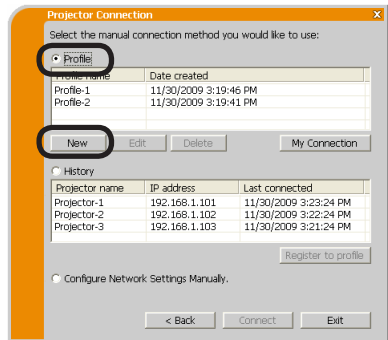 Projector Connection x
Select the manual connection method you would like to use:
Profile
Profile name Date created
Profile-1 11/30/2009 3:19:46 PM
Profile-2 11/30/2009 3:19:41 PM
New Edit Delete My Connection
History
Projector name IP address Last connected
Projector-1 192.168.1.101 11/30/2009 3:23:24 PM
Projector-2 192.168.1.102 11/30/2009 3:22:24 PM
Projector-3 192.168.1.103 11/30/2009 3:21:24 PM
Register to profile
Configure Network Settings Manually.
< Back Connect Exit